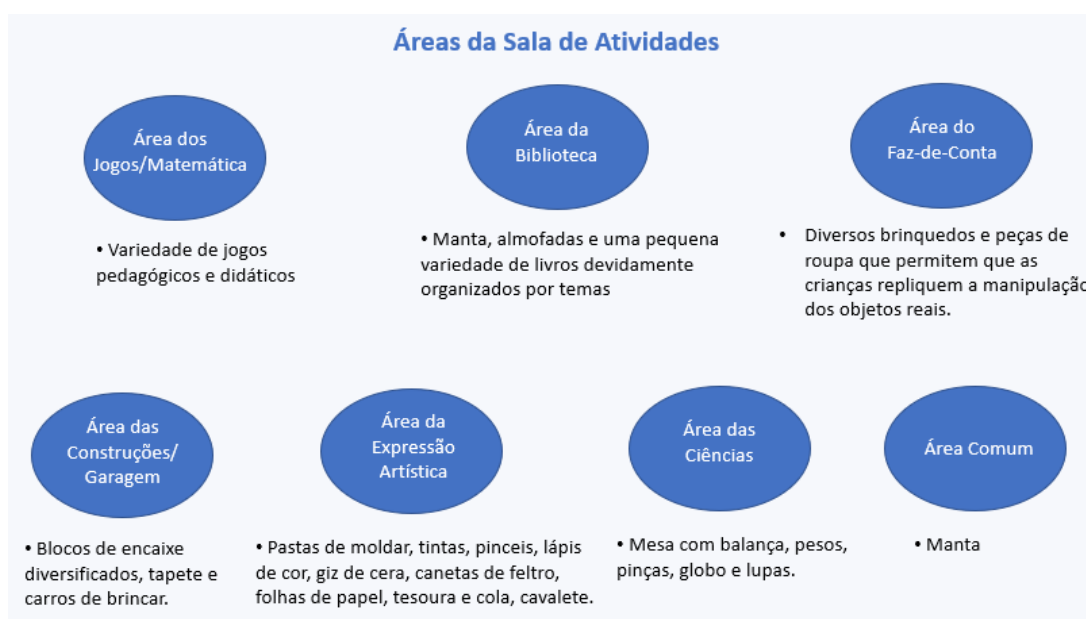 Áreas da Sala de Atividades
Área dos
Jogos/Matemática
• Variedade de jogos
pedagógicos e didáticos
Área da
Biblioteca
• Manta, almofadas e uma pequena
variedade de livros devidamente
organizados por temas
Área do
Faz-de-Conta
• Diversos brinquedos e peças de
roupa que permitem que as
crianças repliquem a manipulação
dos objetos reais.
Área das
Construções/
Garagem
• Blocos de encaixe
diversificados, tapete e
carros de brincar.
Área da
Expressão
Artística
• Pastas de moldar, tintas, pinceis, lápis
de cor, giz de cera, canetas de feltro,
folhas de papel, tesoura e cola, cavalete.
Área das
Ciências
• Mesa com balança, pesos,
pinças, globo e lupas.
Área Comum
• Manta